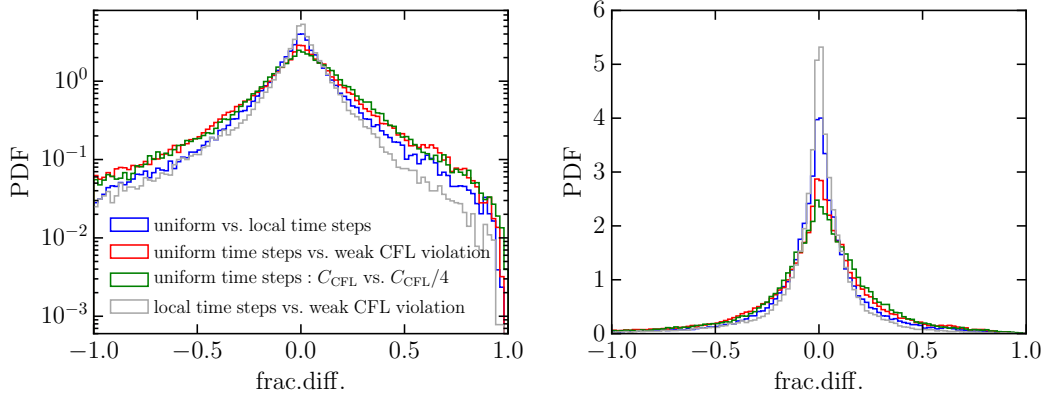 PDF
10^0
10^{-1}
10^{-2}
10^{-3}
uniform vs. local time steps
uniform time steps vs. weak CFL violation
uniform time steps : C_CFL vs. C_CFL/4
local time steps vs. weak CFL violation
−1.0 −0.5 0.0 0.5 1.0
frac.diff.
PDF
6
5
4
3
2
1
0
−1.0 −0.5 0.0 0.5 1.0
frac.diff.